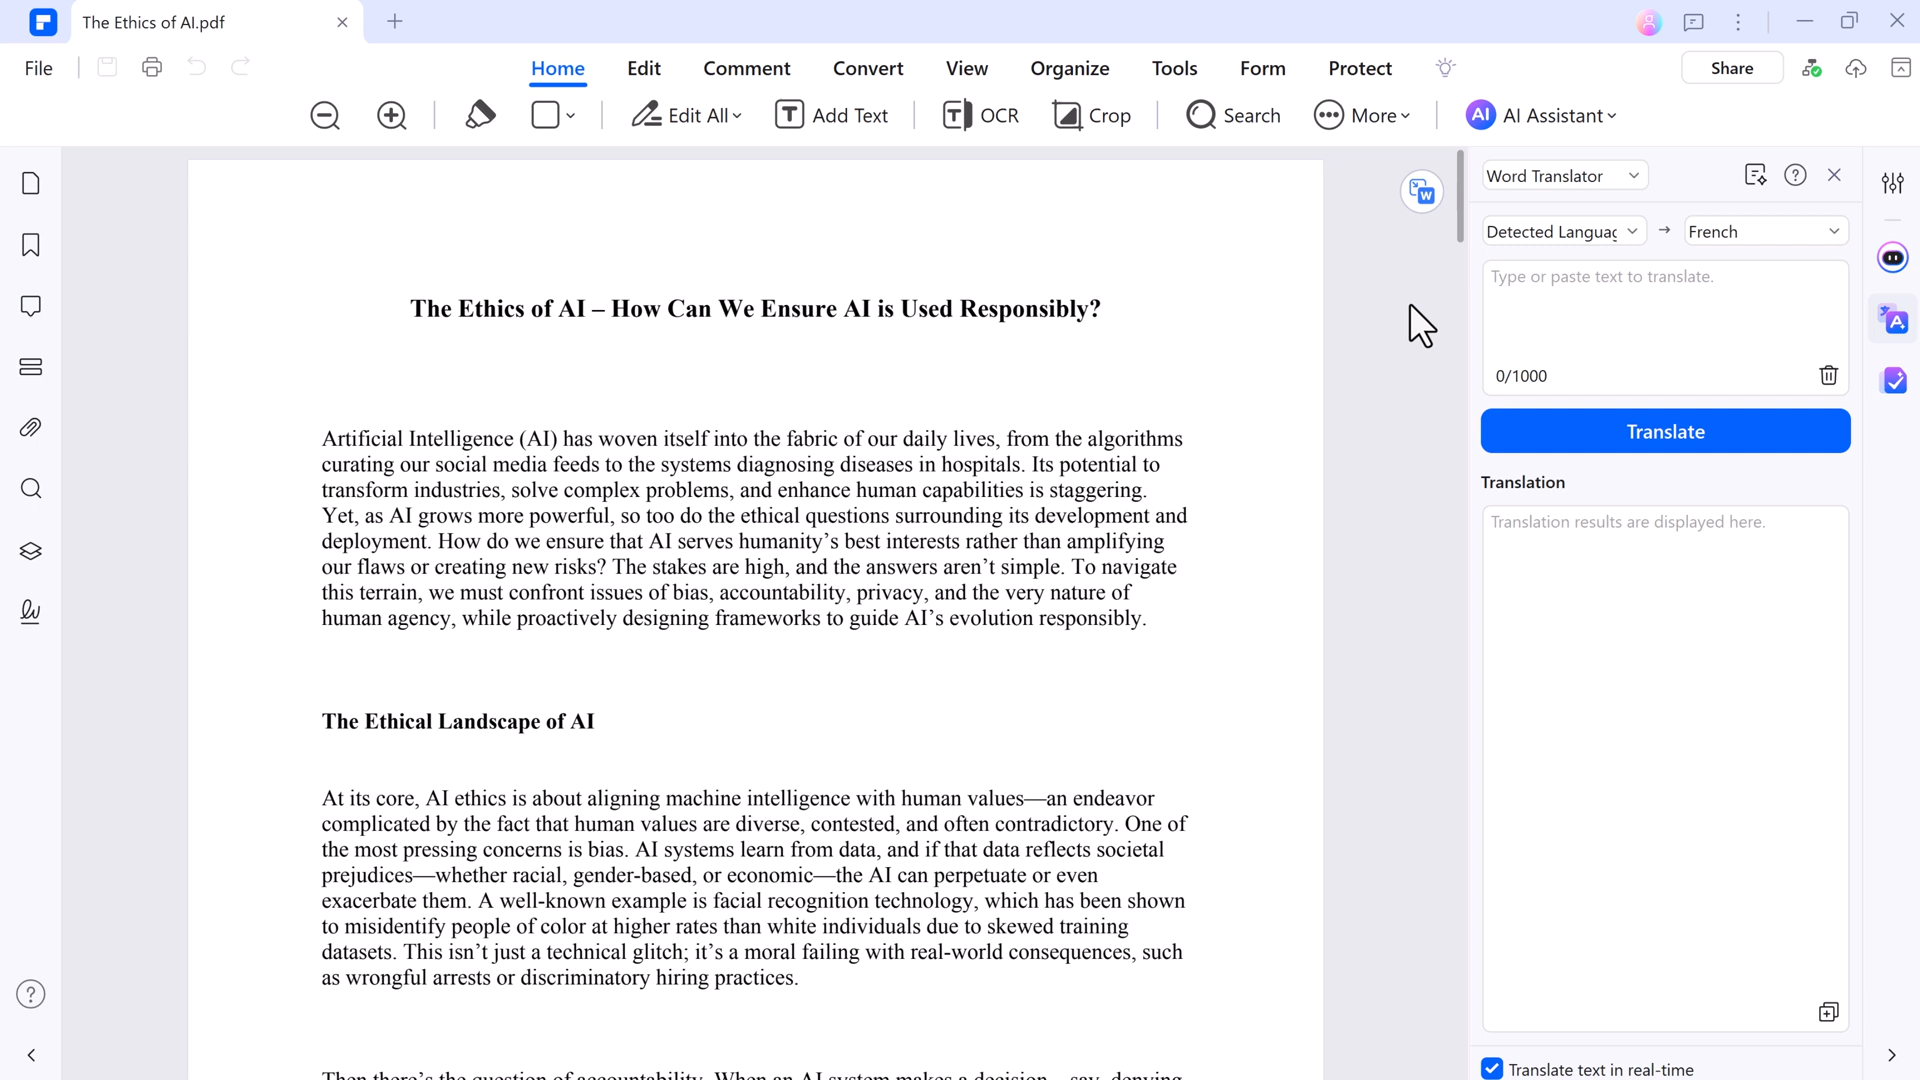 The Ethics of AI.pdf
File
Home
Edit
Comment
Convert
View
Organize
Tools
Form
Protect
Share
Edit All
Add Text
OCR
Crop
Search
More
AI
AI Assistant
Word Translator
Detected Languag
French
Type or paste text to translate.
0/1000
Translate
Translation
Translation results are displayed here.
Translate text in real-time
The Ethics of AI – How Can We Ensure AI is Used Responsibly?
Artificial Intelligence (AI) has woven itself into the fabric of our daily lives, from the algorithms
curating our social media feeds to the systems diagnosing diseases in hospitals. Its potential to
transform industries, solve complex problems, and enhance human capabilities is staggering.
Yet, as AI grows more powerful, so too do the ethical questions surrounding its development and
deployment. How do we ensure that AI serves humanity’s best interests rather than amplifying
our flaws or creating new risks? The stakes are high, and the answers aren’t simple. To navigate
this terrain, we must confront issues of bias, accountability, privacy, and the very nature of
human agency, while proactively designing frameworks to guide AI’s evolution responsibly.
The Ethical Landscape of AI
At its core, AI ethics is about aligning machine intelligence with human values—an endeavor
complicated by the fact that human values are diverse, contested, and often contradictory. One of
the most pressing concerns is bias. AI systems learn from data, and if that data reflects societal
prejudices—whether racial, gender-based, or economic—the AI can perpetuate or even
exacerbate them. A well-known example is facial recognition technology, which has been shown
to misidentify people of color at higher rates than white individuals due to skewed training
datasets. This isn’t just a technical glitch; it’s a moral failing with real-world consequences, such
as wrongful arrests or discriminatory hiring practices.
Then there’s the question of accountability. When an AI system makes a decision—say, denying